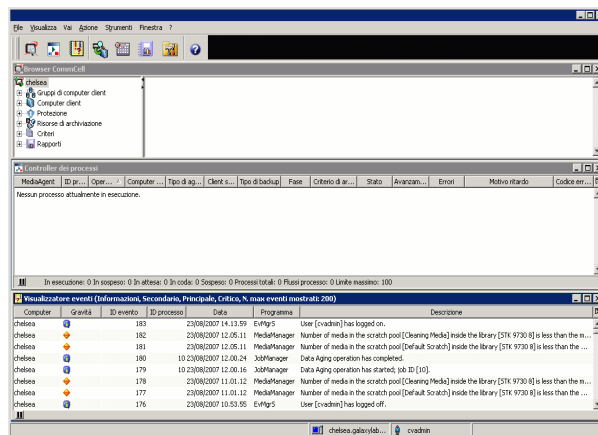 File Visualizza Vai Azione Strumenti Finestra ?
Browser CommCell
chelsea
Gruppi di computer client
Computer client
Protezione
Risorse di archiviazione
Criteri
Rapporti
Controller dei processi
MediaAgent ID pr... Oper... Computer ... Tipo di ag... Client s... Tipo di backup Fase Criterio di ar... Stato Avanzam... Errori Motivo ritardo Codice err...
Nessun processo attualmente in esecuzione.
In esecuzione: 0 In sospeso: 0 In attesa: 0 In coda: 0 Sospeso: 0 Processi totali: 0 Flussi processo: 0 Limite massimo: 100
Visualizzatore eventi (Informazioni, Secondario, Principale, Critico, N. max eventi mostrati: 200)
Computer Gravità ID evento ID processo Data Programma Descrizione
chelsea 183 23/08/2007 14.13.59 EvMgrS User [cvadmin] has logged on.
chelsea 182 23/08/2007 12.05.11 MediaManager Number of media in the scratch pool [Cleaning Media] inside the library [STK 9730 8] is less than the m...
chelsea 181 23/08/2007 12.05.11 MediaManager Number of media in the scratch pool [Default Scratch] inside the library [STK 9730 8] is less than the ...
chelsea 180 10 23/08/2007 12.00.24 JobManager Data Aging operation has completed.
chelsea 179 10 23/08/2007 12.00.16 JobManager Data Aging operation has started; job ID [10].
chelsea 178 23/08/2007 11.01.12 MediaManager Number of media in the scratch pool [Cleaning Media] inside the library [STK 9730 8] is less than the m...
chelsea 177 23/08/2007 11.01.12 MediaManager Number of media in the scratch pool [Default Scratch] inside the library [STK 9730 8] is less than the ...
chelsea 176 23/08/2007 10.53.55 EvMgrS User [cvadmin] has logged off.
chelsea.galaxylab... cvadmin